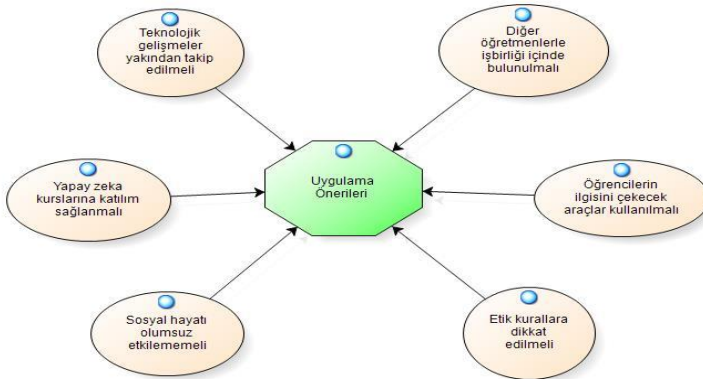 Teknolojik
gelişmeler
yakından takip
edilmeli
Diğer
öğretmenlerle
işbirliği içinde
bulunulmalı
Yapay zeka
kurslarına katılım
sağlanmalı
Uygulama
Önerileri
Öğrencilerin
ilgisini çekecek
araçlar kullanılmalı
Sosyal hayatı
olumsuz
etkilememeli
Etik kurallara
dikkat
edilmeli